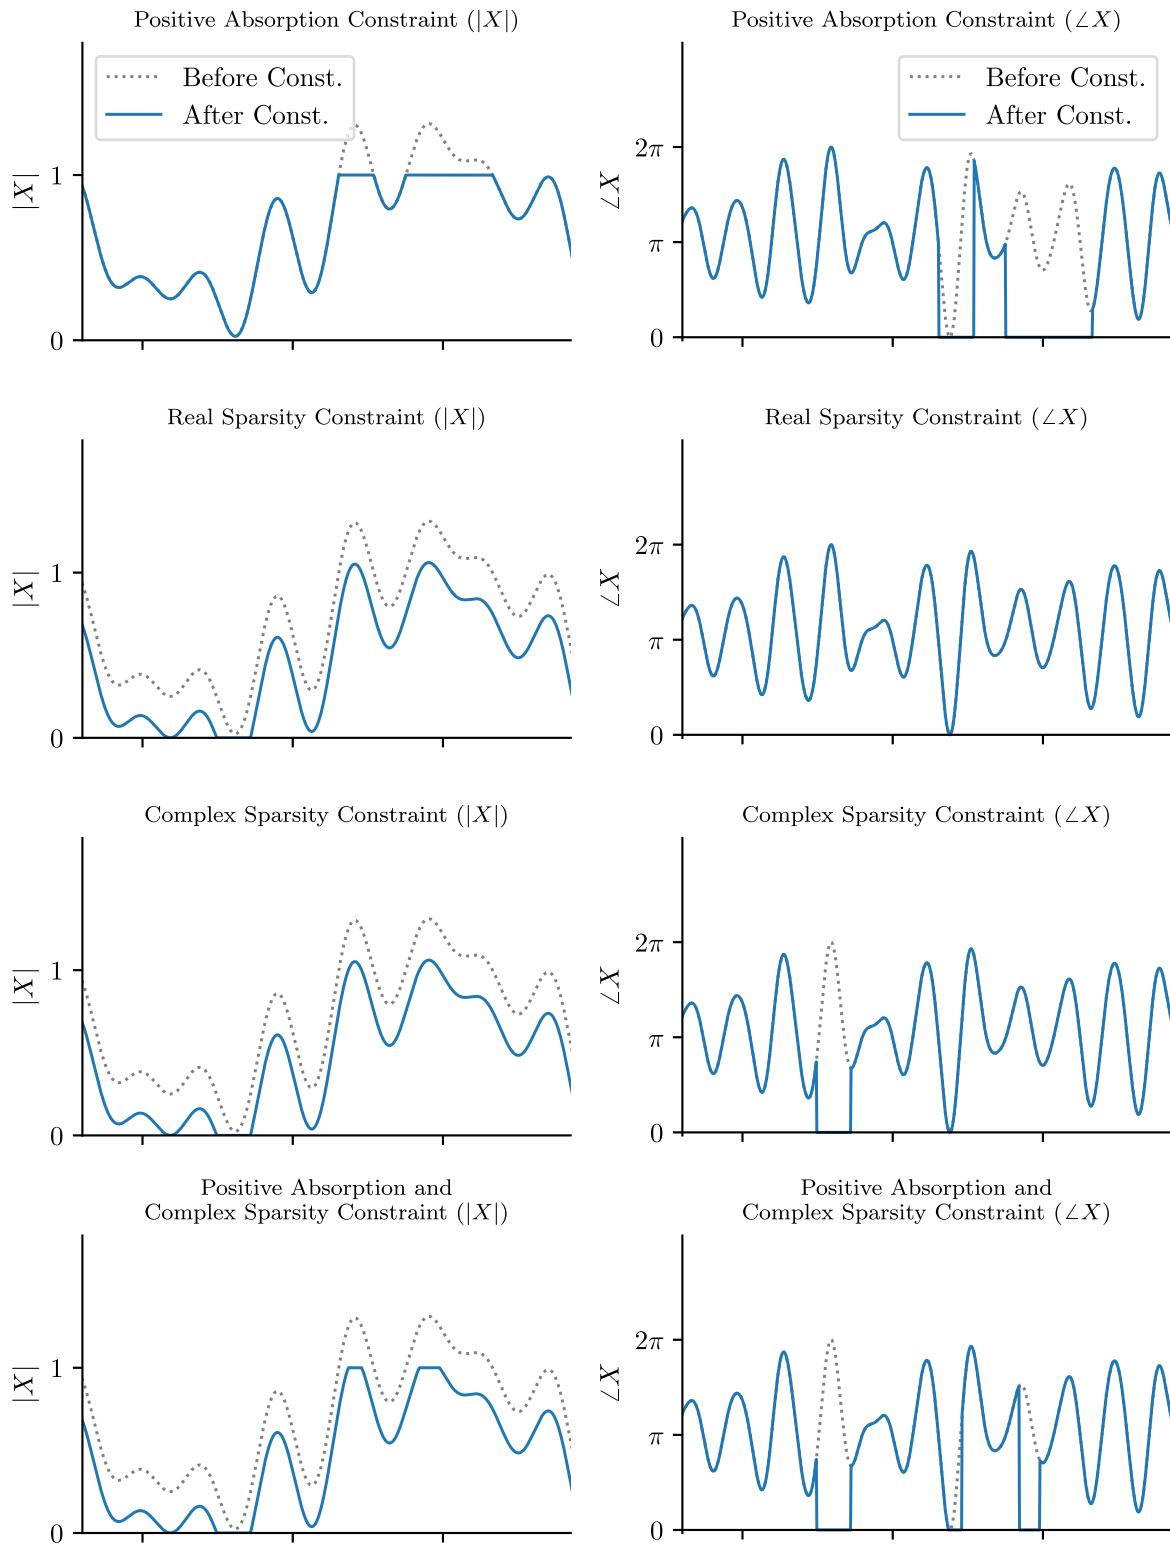 Positive Absorption Constraint (|X|)
Before Const.
After Const.
1
0
|X|
Positive Absorption Constraint (∠X)
Before Const.
After Const.
2π
π
0
∠X
Real Sparsity Constraint (|X|)
1
0
|X|
Real Sparsity Constraint (∠X)
2π
π
0
∠X
Complex Sparsity Constraint (|X|)
1
0
|X|
Complex Sparsity Constraint (∠X)
2π
π
0
∠X
Positive Absorption and
Complex Sparsity Constraint (|X|)
1
0
|X|
Positive Absorption and
Complex Sparsity Constraint (∠X)
2π
π
0
∠X